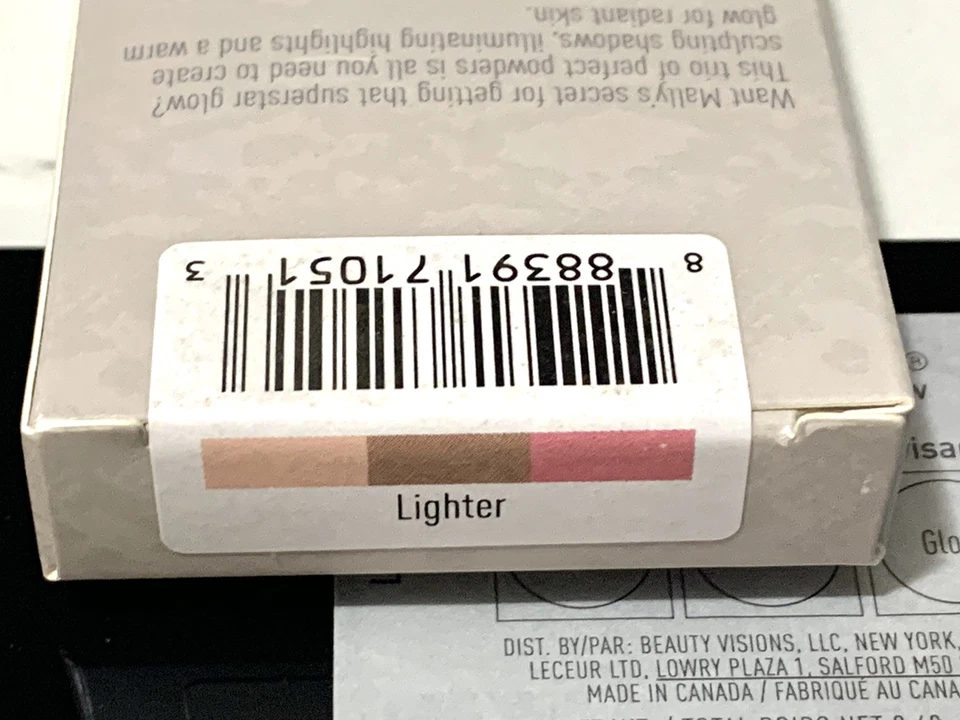 Want Mally's secret for getting that superstar glow?
This trio of perfect powders is all you need to create
sculpting shadows, illuminating highlights and a warm
glow for radiant skin.
8 88391 71051 3
Lighter
®
visa
Glo
DIST. BY/PAR: BEAUTY VISIONS, LLC, NEW YORK,
LECEUR LTD, LOWRY PLAZA 1, SALFORD M50
MADE IN CANADA / FABRIQUÉ AU CANA